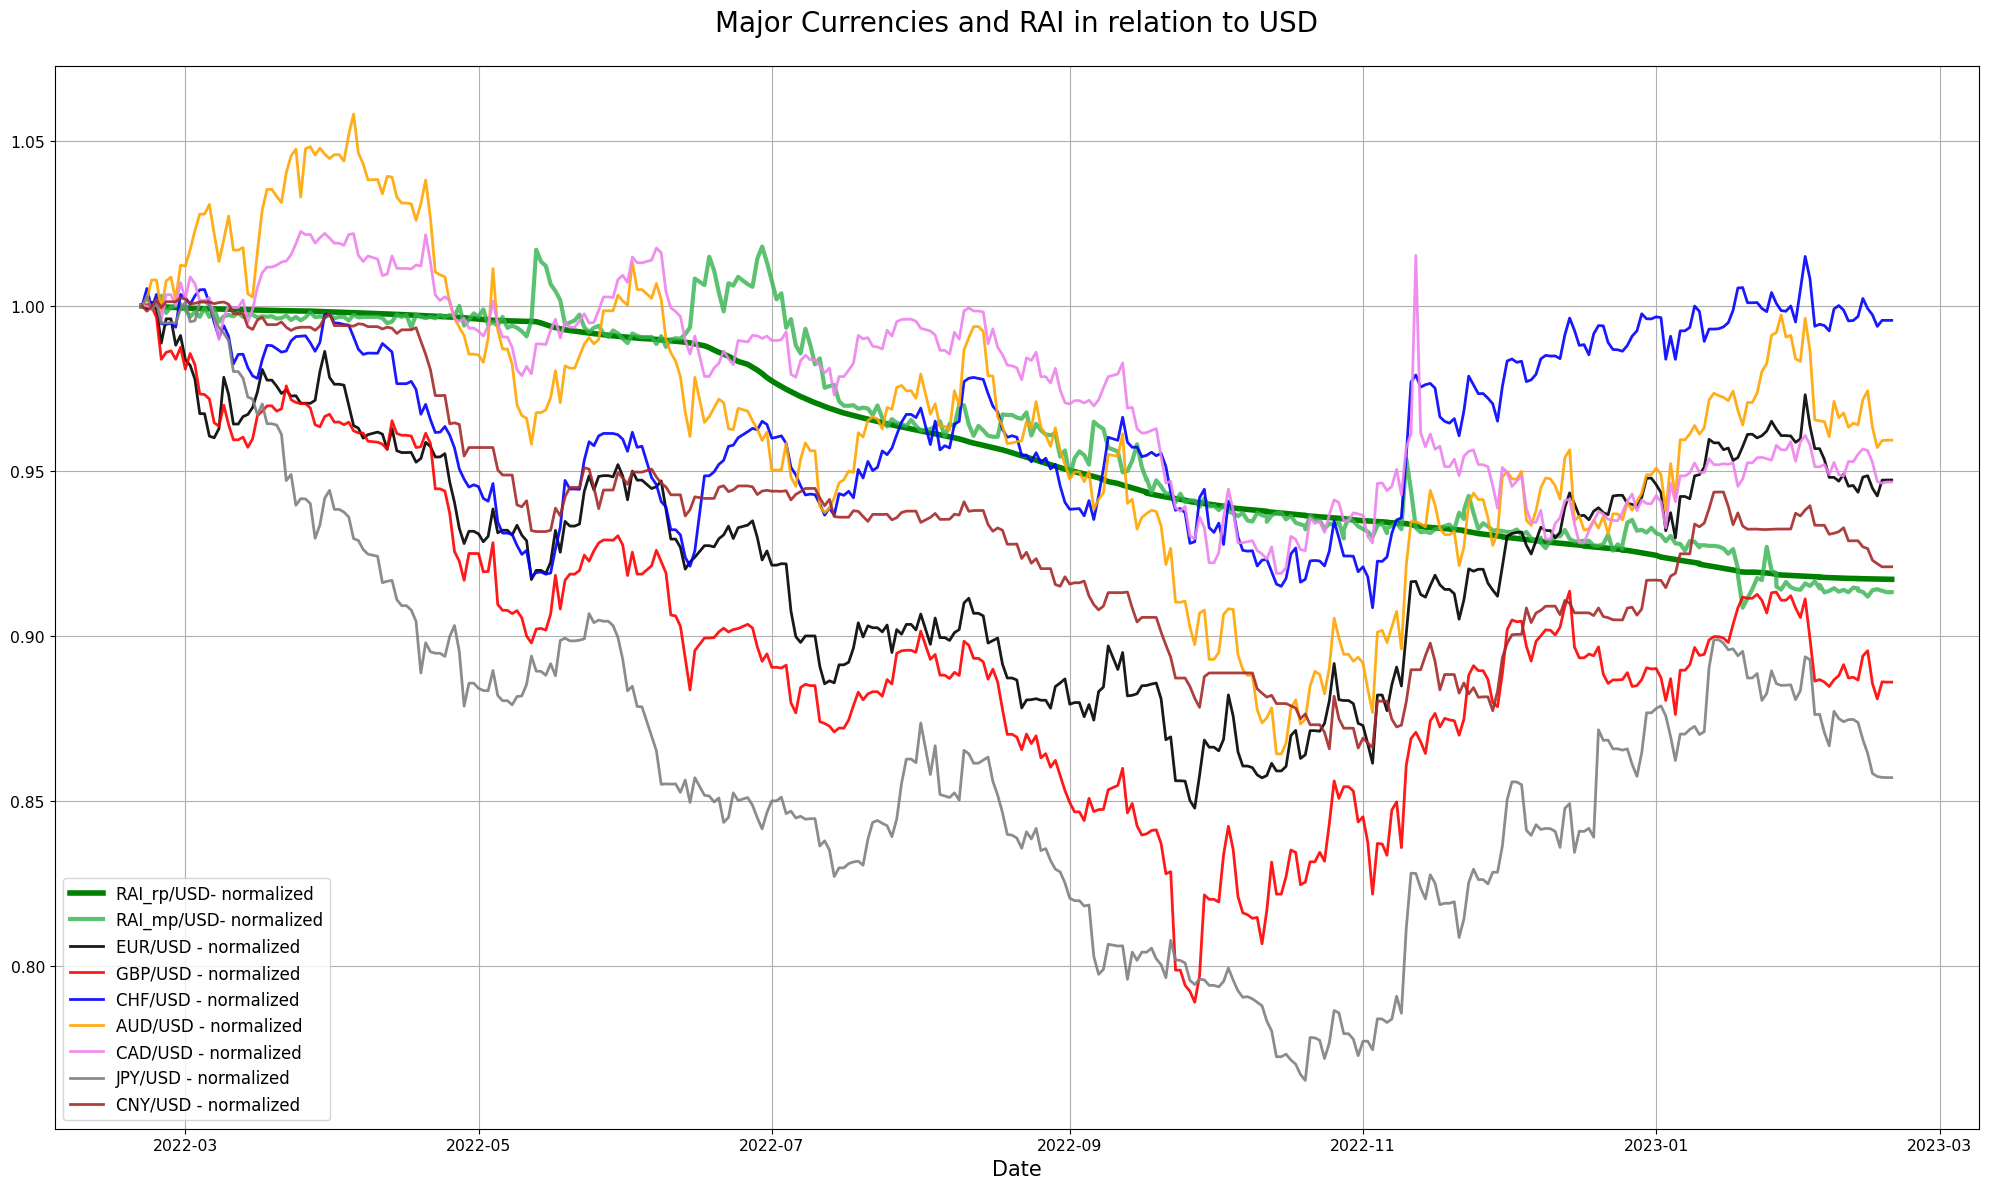 Major Currencies and RAI in relation to USD
1.05
1.00
0.95
0.90
0.85
0.80
RAI_rp/USD- normalized
RAI_mp/USD- normalized
EUR/USD - normalized
GBP/USD - normalized
CHF/USD - normalized
AUD/USD - normalized
CAD/USD - normalized
JPY/USD - normalized
CNY/USD - normalized
2022-03 2022-05 2022-07 2022-09 2022-11 2023-01 2023-03
Date